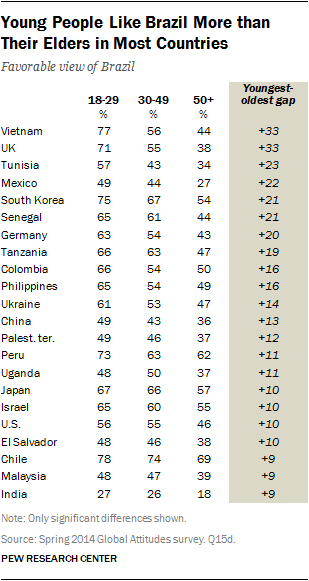 Young People Like Brazil More than
Their Elders in Most Countries
Favorable view of Brazil
18-29 30-49 50+ Youngest-
oldest gap
% % %
Vietnam 77 56 44 +33
UK 71 55 38 +33
Tunisia 57 43 34 +23
Mexico 49 44 27 +22
South Korea 75 67 54 +21
Senegal 65 61 44 +21
Germany 63 54 43 +20
Tanzania 66 63 47 +19
Colombia 66 54 50 +16
Philippines 65 54 49 +16
Ukraine 61 53 47 +14
China 49 43 36 +13
Palest. ter. 49 46 37 +12
Peru 73 63 62 +11
Uganda 48 50 37 +11
Japan 67 66 57 +10
Israel 65 60 55 +10
U.S. 56 55 46 +10
El Salvador 48 46 38 +10
Chile 78 74 69 +9
Malaysia 48 47 39 +9
India 27 26 18 +9
Note: Only significant differences shown.
Source: Spring 2014 Global Attitudes survey. Q15d.
PEW RESEARCH CENTER